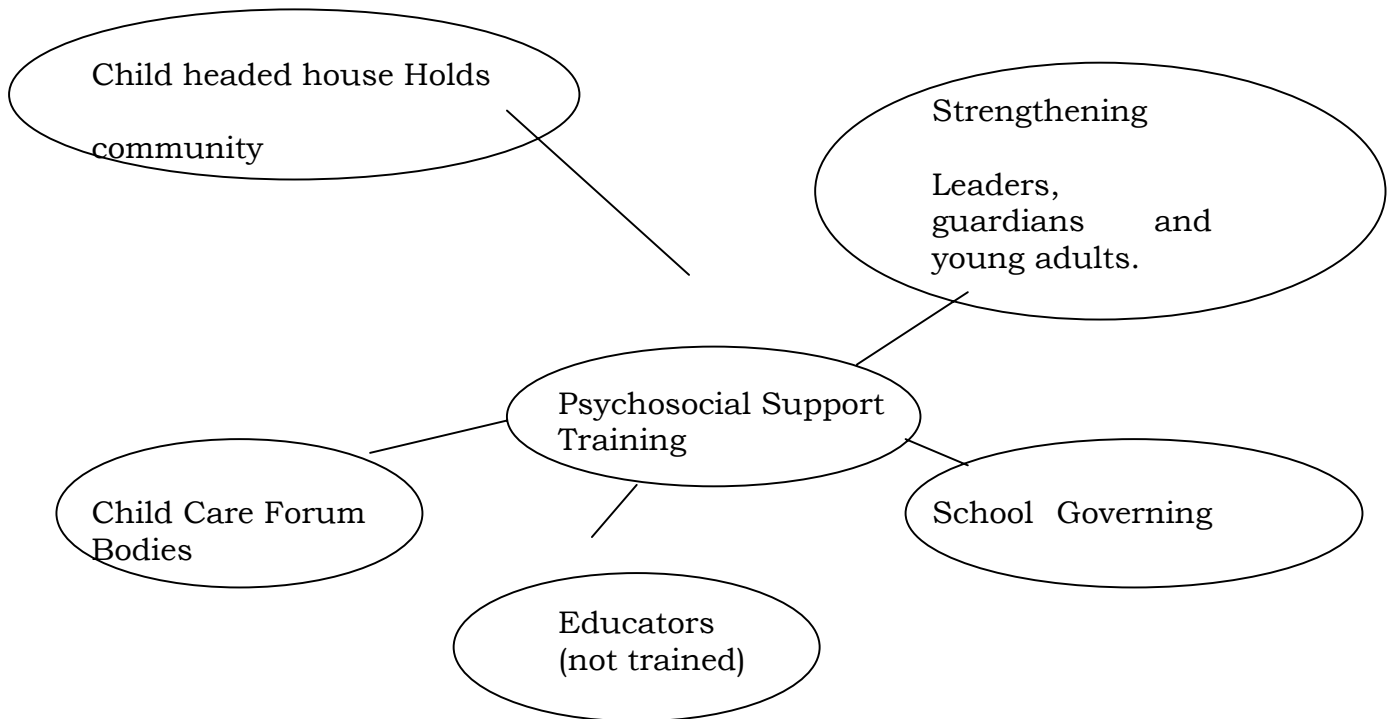 Child headed house Holds
community
Strengthening
Leaders,
guardians and
young adults.
Psychosocial Support
Training
Child Care Forum
Bodies
School Governing
Educators
(not trained)